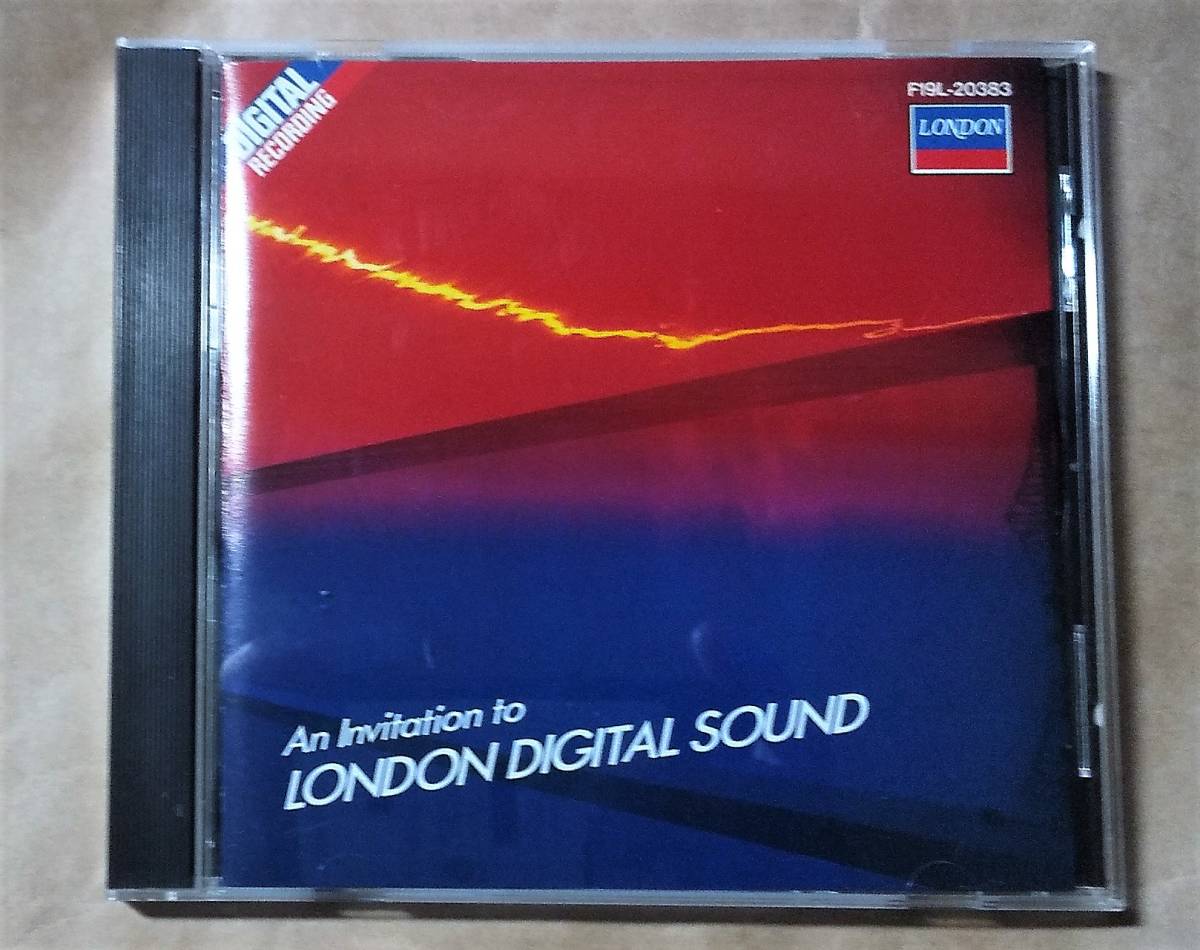 DIGITAL
RECORDING
F19L-20383
LONDON
An Invitation to
LONDON DIGITAL SOUND